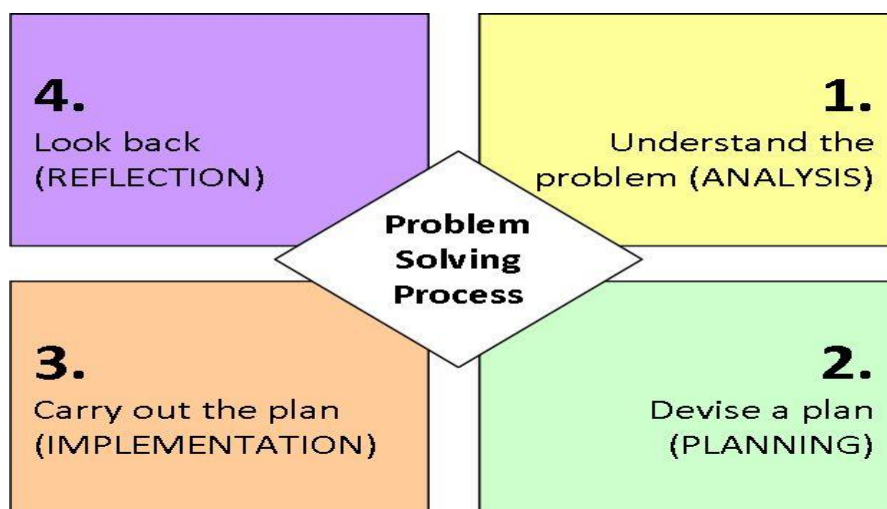 4.
Look back
(REFLECTION)
1.
Understand the
problem (ANALYSIS)
Problem
Solving
Process
3.
Carry out the plan
(IMPLEMENTATION)
2.
Devise a plan
(PLANNING)